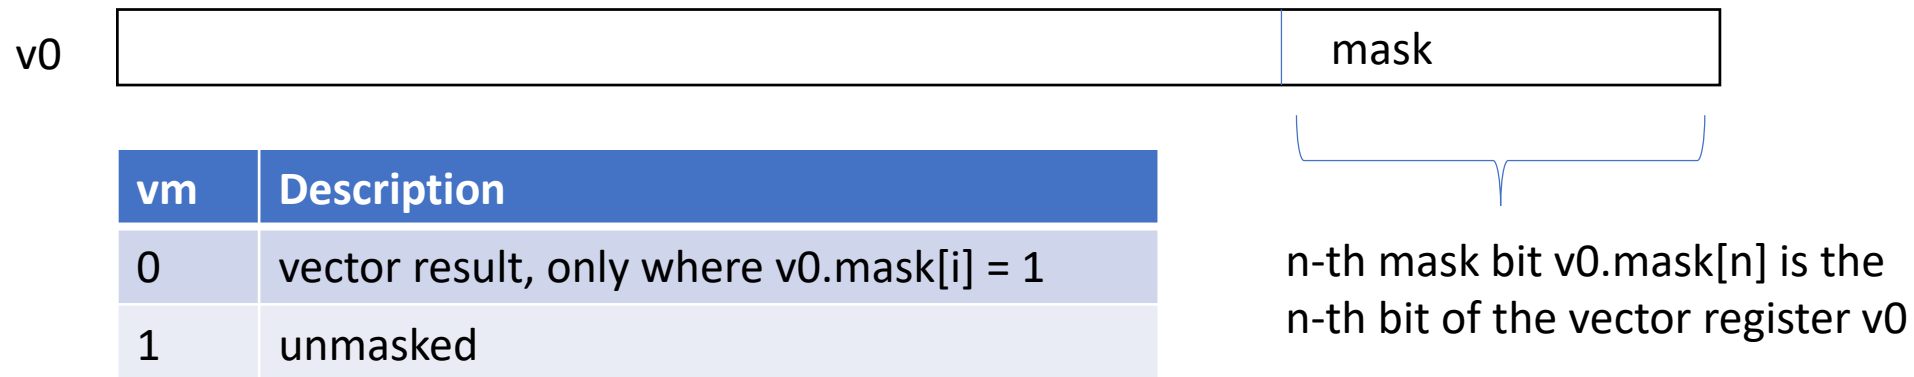 v0
mask
vm Description
0 vector result, only where v0.mask[i] = 1
1 unmasked
n-th mask bit v0.mask[n] is the
n-th bit of the vector register v0